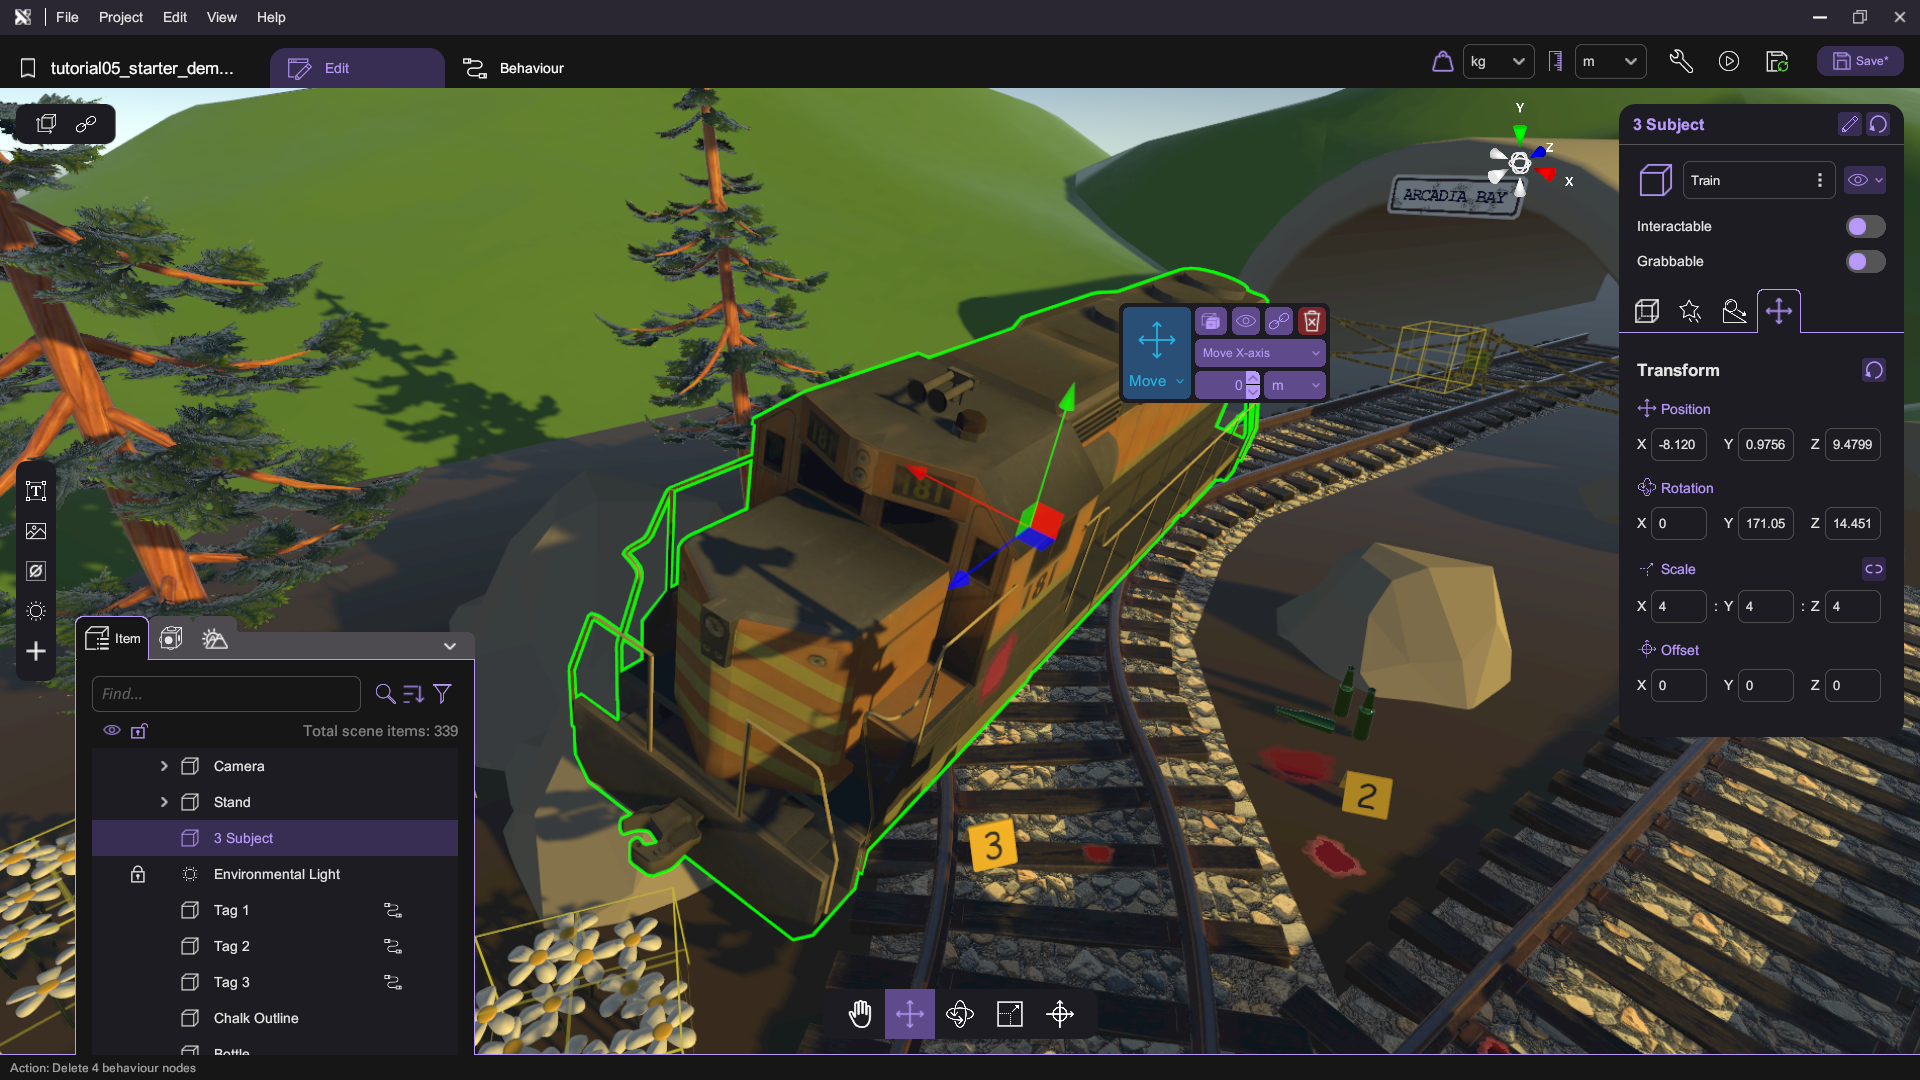 File Project Edit View Help
tutorial05_starter_dem... Edit Behaviour kg m Save*
Y
Z
X
ARCADIA BAY
181
181
181
3
2
Move
Move X-axis
0 m
3 Subject
Train
Interactable
Grabbable
Transform
Position
X -8.120 Y 0.9756 Z 9.4799
Rotation
X 0 Y 171.05 Z 14.451
Scale
X 4 : Y 4 : Z 4
Offset
X 0 Y 0 Z 0
Item
Find...
Total scene items: 339
Camera
Stand
3 Subject
Environmental Light
Tag 1
Tag 2
Tag 3
Chalk Outline
Bottle
Action: Delete 4 behaviour nodes